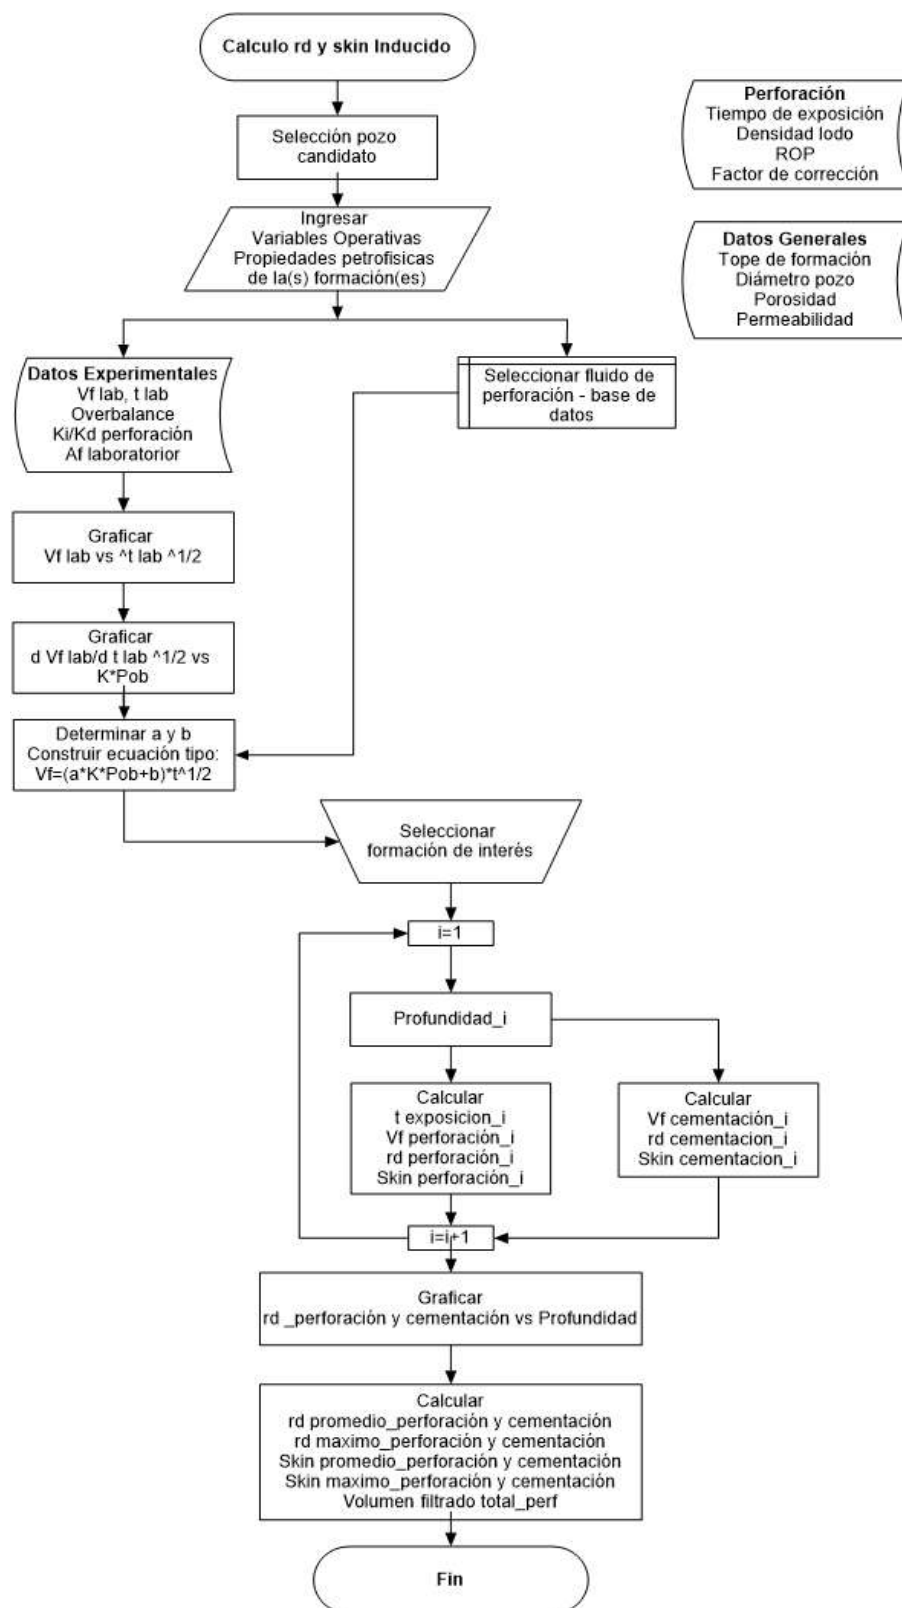 Calculo rd y skin Inducido
Selección pozo
candidato
Ingresar
Variables Operativas
Propiedades petrofisicas
de la(s) formación(es)
Perforación
Tiempo de exposición
Densidad lodo
ROP
Factor de corrección
Datos Generales
Tope de formación
Diámetro pozo
Porosidad
Permeabilidad
Datos Experimentales
Vf lab, t lab
Overbalance
Ki/Kd perforación
Af laboratorior
Seleccionar fluido de
perforación - base de
datos
Graficar
Vf lab vs ^t lab ^1/2
Graficar
d Vf lab/d t lab ^1/2 vs
K*Pob
Determinar a y b
Construir ecuación tipo:
Vf=(a*K*Pob+b)*t^1/2
Seleccionar
formación de interés
i=1
Profundidad_i
Calcular
t exposicion_i
Vf perforación_i
rd perforación_i
Skin perforación_i
Calcular
Vf cementación_i
rd cementacion_i
Skin cementacion_i
i=i+1
Graficar
rd _perforación y cementación vs Profundidad
Calcular
rd promedio_perforación y cementación
rd maximo_perforación y cementación
Skin promedio_perforación y cementación
Skin maximo_perforación y cementación
Volumen filtrado total_perf
Fin